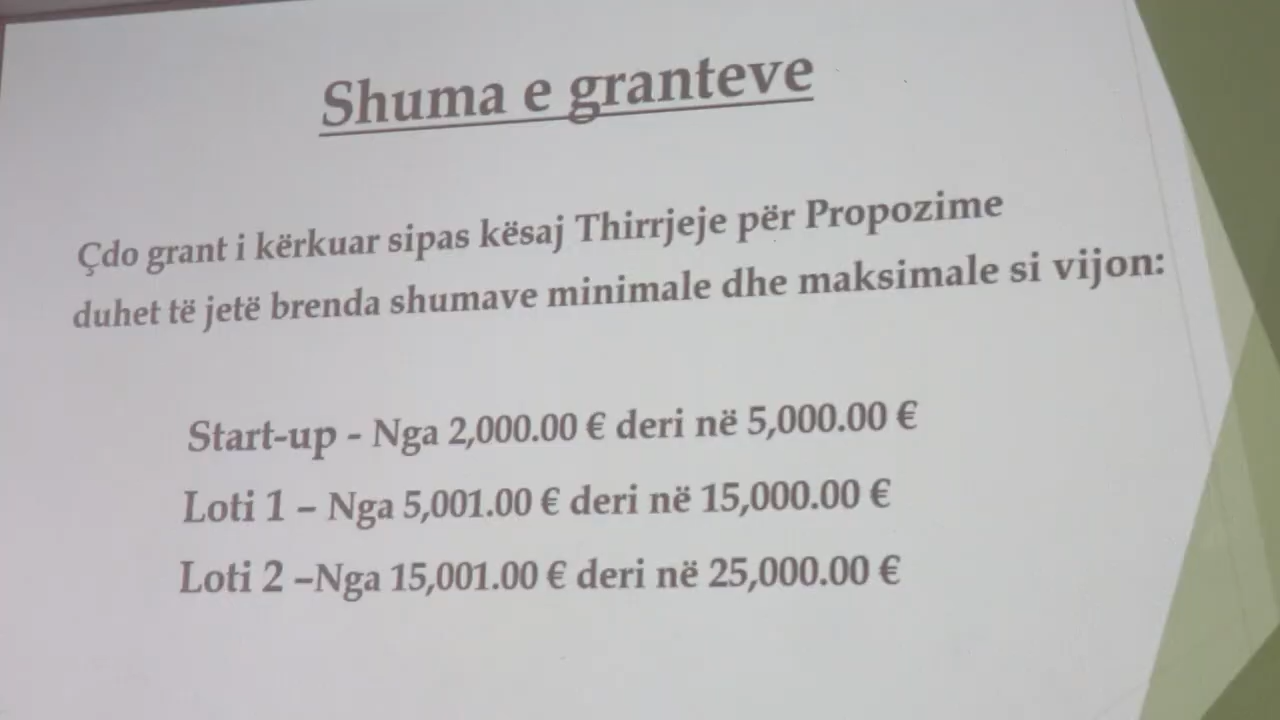 Shuma e granteve
Çdo grant i kërkuar sipas kësaj Thirrjeje për Propozime
duhet të jetë brenda shumave minimale dhe maksimale si vijon:
Start-up - Nga 2,000.00 € deri në 5,000.00 €
Loti 1 – Nga 5,001.00 € deri në 15,000.00 €
Loti 2 –Nga 15,001.00 € deri në 25,000.00 €